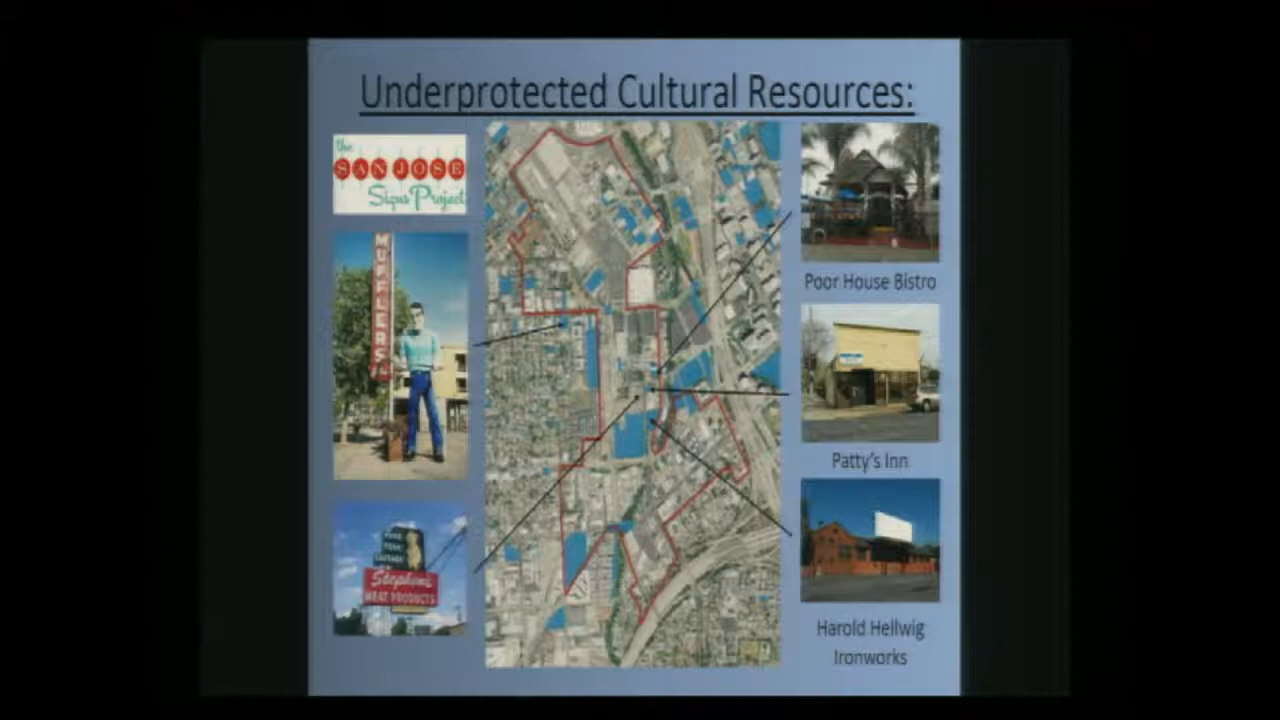 Underprotected Cultural Resources:
the
SAN JOSE
Signs Project
MUFFLERS
Stephens
MEAT PRODUCTS
Poor House Bistro
Patty's Inn
Harold Hellwig
Ironworks